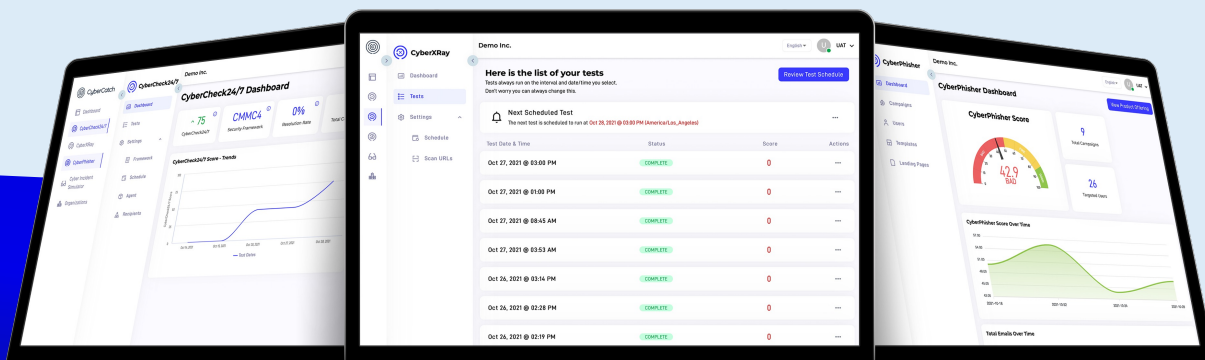 CyberCatch
Dashboard
CyberCheck24/7
CyberXRay
CyberPhisher
Cyber Incident
Simulator
Organizations
CyberCheck24/7
Dashboard
Tests
Settings
Framework
Schedule
Agent
Recipients
Demo Inc.
CyberCheck24/7 Dashboard
75
CyberCheck24/7
CMMC4
Security Framework
0%
Resolution Rate
CyberCheck24/7 Score - Trends
Test Demo
CyberXRay
Dashboard
Tests
Settings
Schedule
Scan URLs
Demo Inc.
English
U
UAT
Here is the list of your tests
Tests always run on the interval and date/time you select.
Don't worry you can always change this.
Review Test Schedule
Next Scheduled Test
The next test is scheduled to run at Oct 28, 2021 @ 03:00 PM (America/Los_Angeles)
Test Date & Time Status Score Actions
Oct 27, 2021 @ 03:00 PM COMPLETE 0
Oct 27, 2021 @ 01:00 PM COMPLETE 0
Oct 27, 2021 @ 08:45 AM COMPLETE 0
Oct 27, 2021 @ 03:53 AM COMPLETE 0
Oct 26, 2021 @ 03:14 PM COMPLETE 0
Oct 26, 2021 @ 02:28 PM COMPLETE 0
Oct 26, 2021 @ 02:19 PM COMPLETE 0
CyberPhisher
Dashboard
Campaigns
Users
Templates
Landing Pages
Demo Inc.
English
UAT
CyberPhisher Dashboard
View Product Offering
CyberPhisher Score
42.9
BAD
9
Total Campaigns
26
Targeted Users
CyberPhisher Score Over Time
Total Emails Over Time